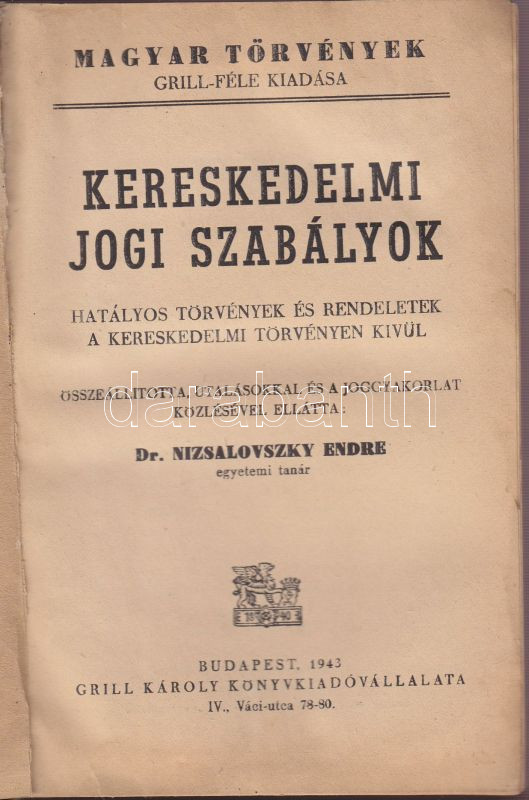 MAGYAR TÖRVÉNYEK
GRILL-FÉLE KIADÁSA
KERESKEDELMI
JOGI SZABÁLYOK
HATÁLYOS TÖRVÉNYEK ÉS RENDELETEK
A KERESKEDELMI TÖRVÉNYEN KIVÜL
ÖSSZEÁLLITOTTA, UTALÁSOKKAL ÉS A JOGGYAKORLAT
KÖZLÉSÉVEL ELLÁTTA:
darabanth
Dr. NIZSALOVSZKY ENDRE
egyetemi tanár
BUDAPEST, 1943
GRILL KÁROLY KÖNYVKIADÓVÁLLALATA
IV., Váci-utca 78-80.